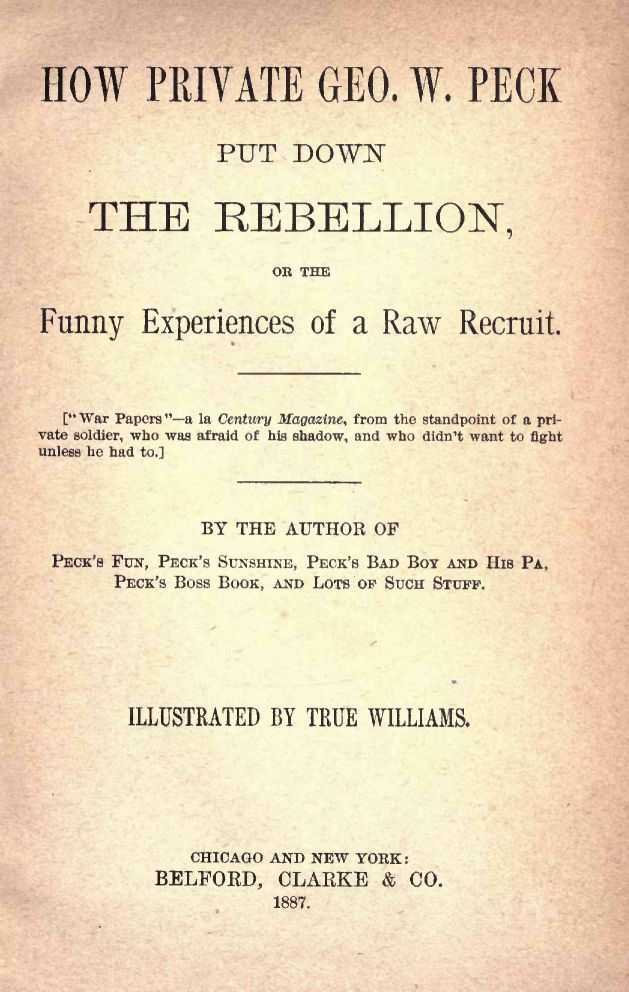 HOW PRIVATE GEO. W. PECK
PUT DOWN
THE REBELLION,
OR THE
Funny Experiences of a Raw Recruit.
["War Papers"—a la Century Magazine, from the standpoint of a pri-
vate soldier, who was afraid of his shadow, and who didn't want to fight
unless he had to.]
BY THE AUTHOR OF
PECK'S FUN, PECK'S SUNSHINE, PECK'S BAD BOY AND HIS PA,
PECK'S BOSS BOOK, AND LOTS OF SUCH STUFF.
ILLUSTRATED BY TRUE WILLIAMS.
CHICAGO AND NEW YORK:
BELFORD, CLARKE & CO.
1887.